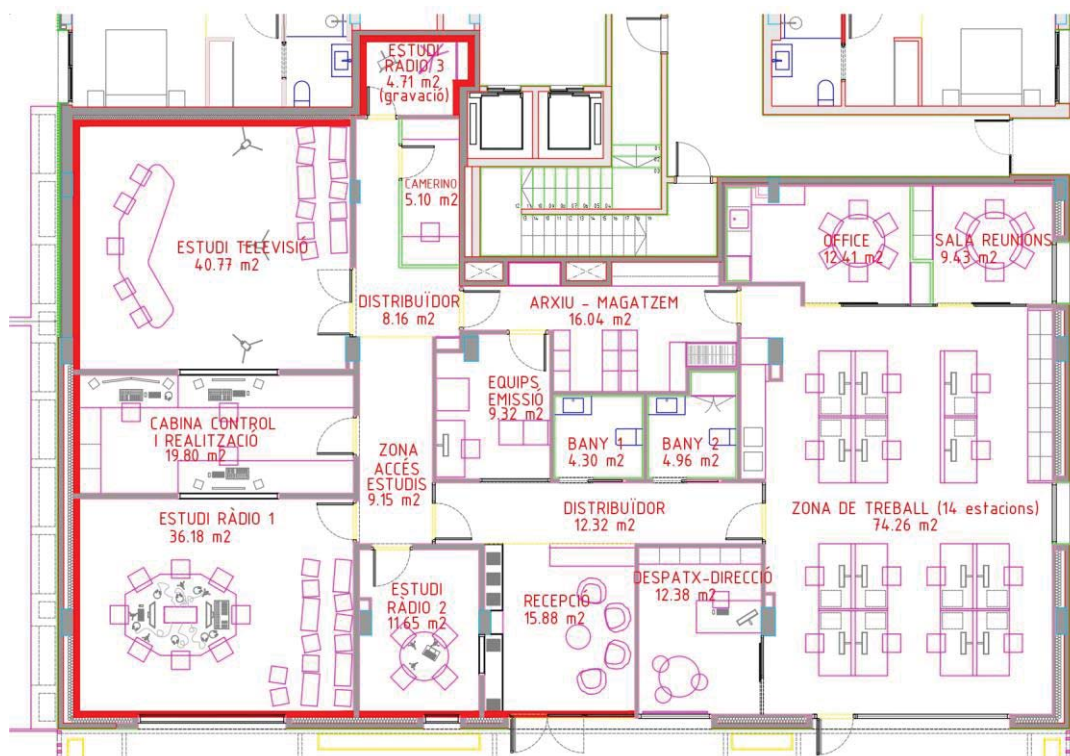 ESTUDI
RÀDIO 3
4.71 m2
(gravació)
CAMERINO
5.10 m2
ESTUDI TELEVISIÓ
40.77 m2
OFFICE
12.41 m2
SALA REUNIONS
9.43 m2
DISTRIBUÏDOR
8.16 m2
ARXIU - MAGATZEM
16.04 m2
EQUIPS
EMISSIÓ
9.32 m2
CABINA CONTROL
I REALITZACIÓ
19.80 m2
BANY 1
4.30 m2
BANY 2
4.96 m2
ZONA
ACCÉS
ESTUDIS
9.15 m2
ESTUDI RÀDIO 1
36.18 m2
DISTRIBUÏDOR
12.32 m2
ZONA DE TREBALL (14 estacions)
74.26 m2
ESTUDI
RÀDIO 2
11.65 m2
RECEPCIÓ
15.88 m2
DESPATX-DIRECCIÓ
12.38 m2